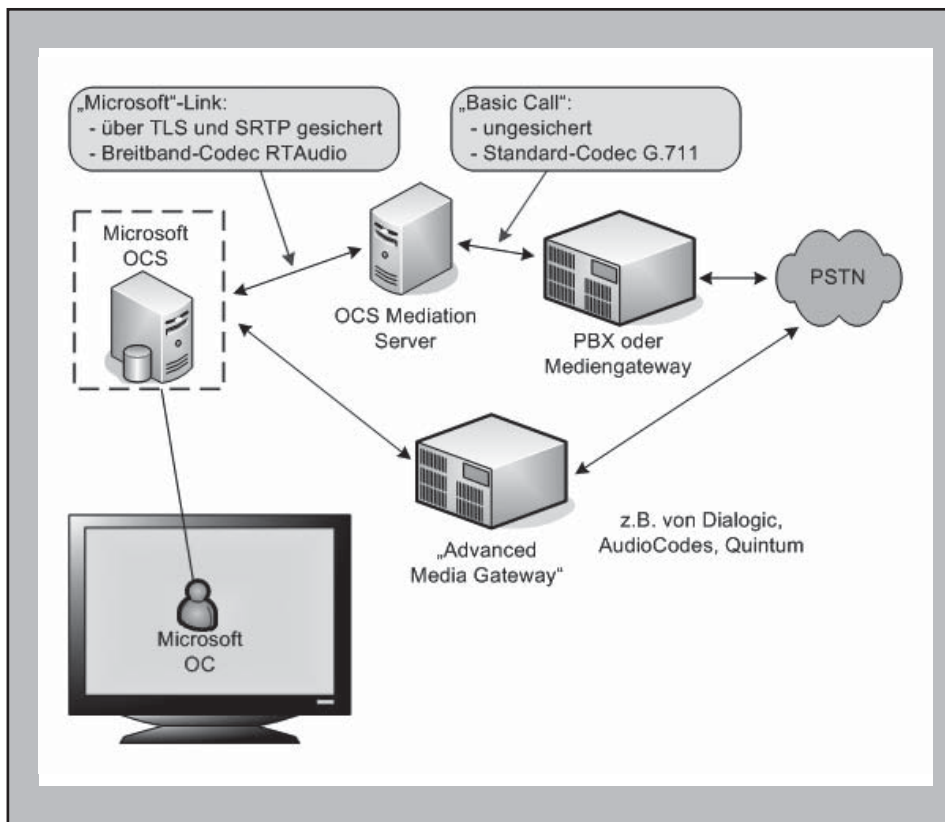 „Microsoft“-Link:
- über TLS und SRTP gesichert
- Breitband-Codec RTAudio
„Basic Call“:
- ungesichert
- Standard-Codec G.711
Microsoft
OCS
OCS Mediation
Server
PBX oder
Mediengateway
PSTN
„Advanced
Media Gateway“
z.B. von Dialogic,
AudioCodes, Quintum
Microsoft
OC